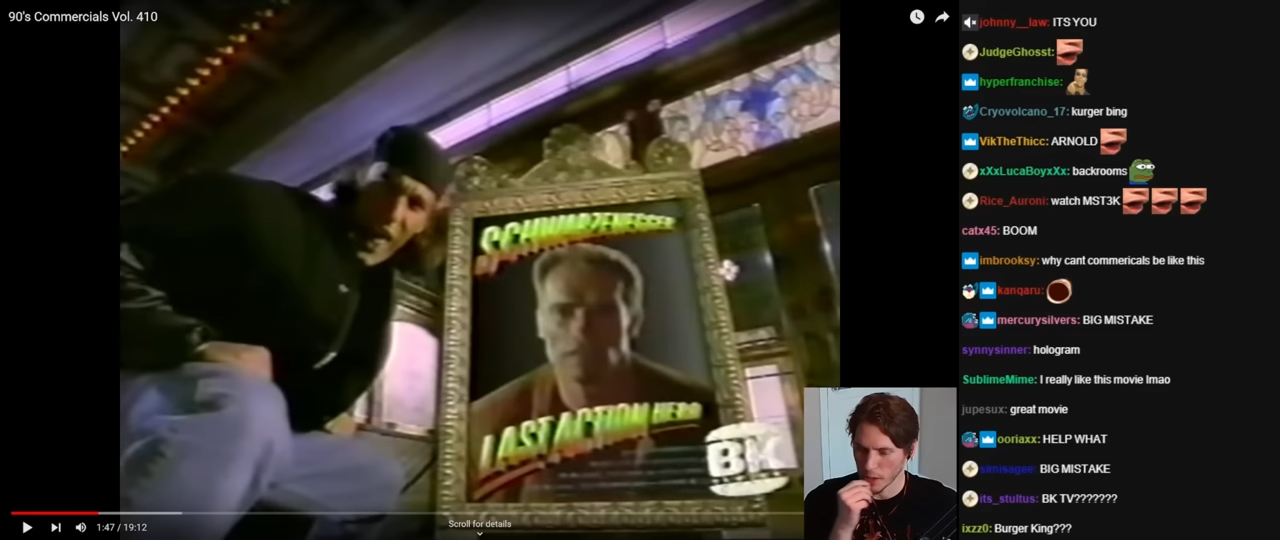 90's Commercials Vol. 410
SCHWARZENEGGER
LAST ACTION HERO
BK
1:47 / 19:12
Scroll for details
johnny__law: ITS YOU
JudgeGhosst:
hyperfranchise:
Cryovolcano_17: kurger bing
VikTheThicc: ARNOLD
xXxLucaBoyxXx: backrooms
Rice_Auroni: watch MST3K
catx45: BOOM
imbrooksy: why cant commericals be like this
kangaru:
mercurysilvers: BIG MISTAKE
synnysinner: hologram
SublimeMime: I really like this movie lmao
jupesux: great movie
ooriaxx: HELP WHAT
simisagee: BIG MISTAKE
its_stultus: BK TV???????
ixzz0: Burger King???